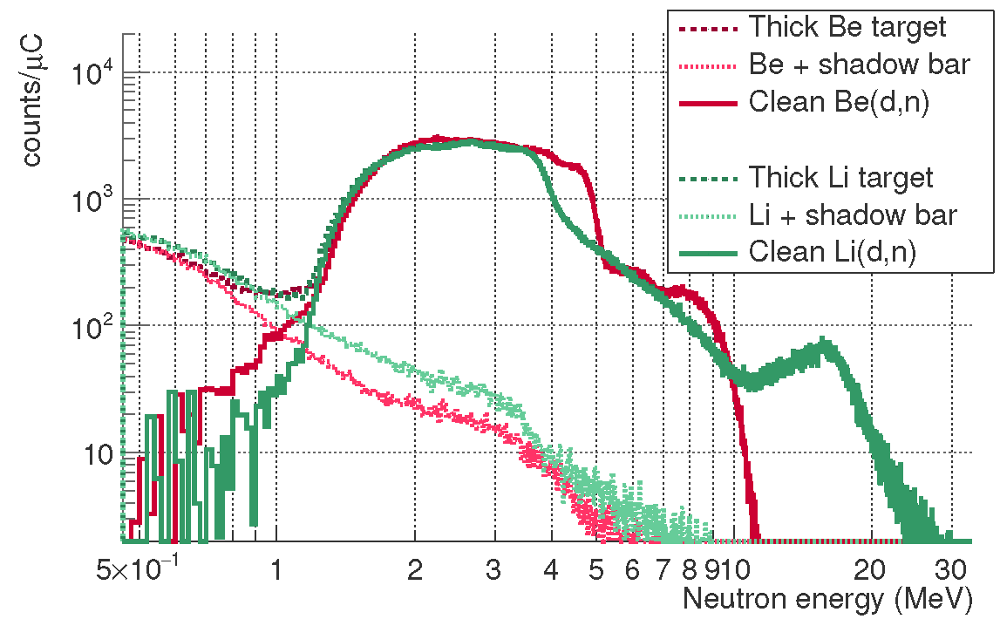 counts/μC
10⁴
10³
10²
10
5×10⁻¹ 1 2 3 4 5 6 7 8 910 20 30
Neutron energy (MeV)
Thick Be target
Be + shadow bar
Clean Be(d,n)
Thick Li target
Li + shadow bar
Clean Li(d,n)